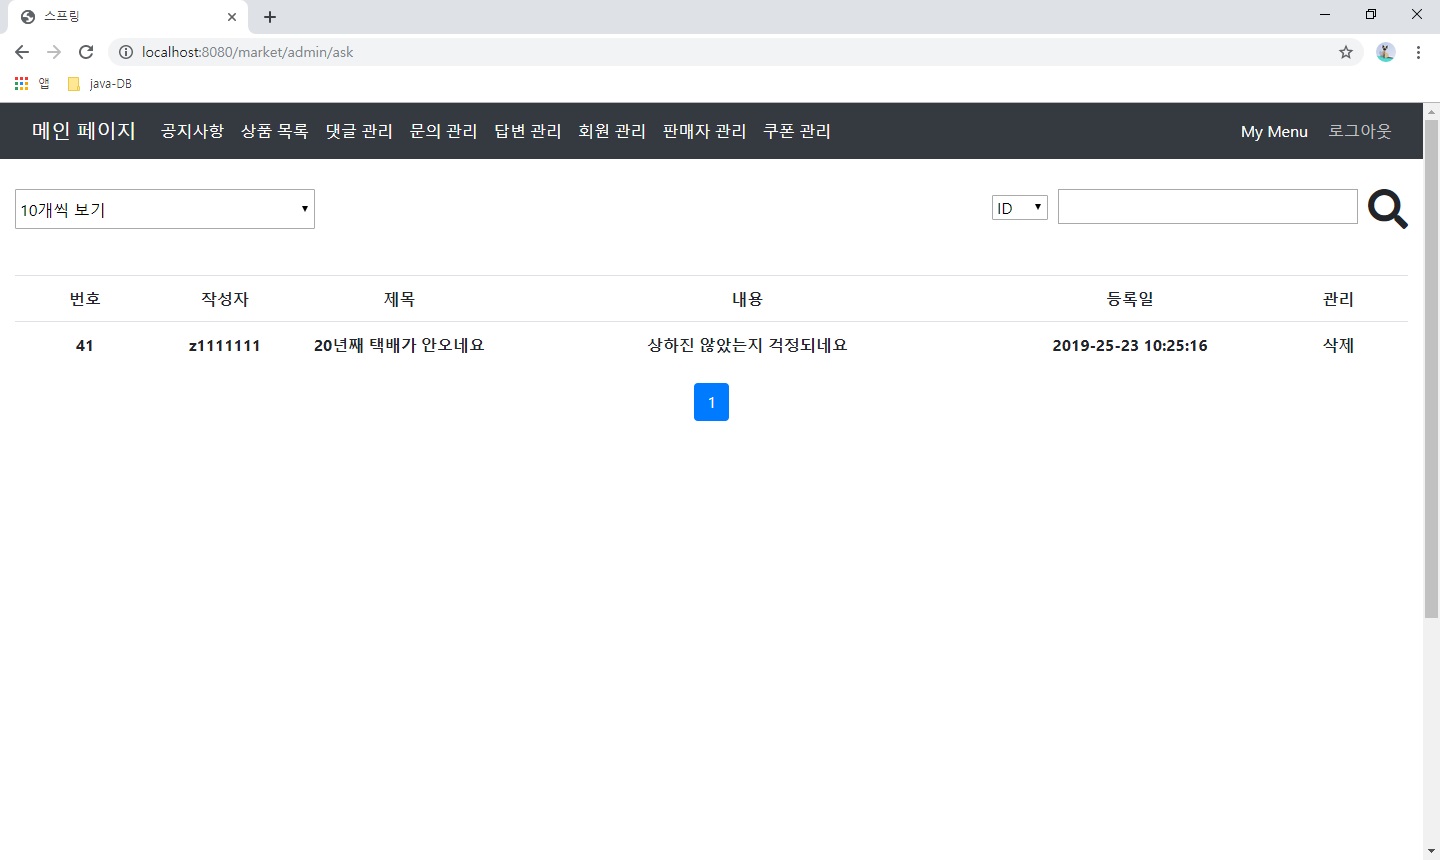 스프링
localhost:8080/market/admin/ask
앱 java-DB
메인 페이지 공지사항 상품 목록 댓글 관리 문의 관리 답변 관리 회원 관리 판매자 관리 쿠폰 관리 My Menu 로그아웃
10개씩 보기 ID
번호 작성자 제목 내용 등록일 관리
41 z1111111 20년째 택배가 안오네요 상하진 않았는지 걱정되네요 2019-25-23 10:25:16 삭제
1